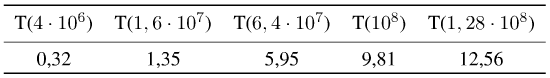 T(4 · 10⁶) T(1,6 · 10⁷) T(6,4 · 10⁷) T(10⁸) T(1,28 · 10⁸)
0,32 1,35 5,95 9,81 12,56